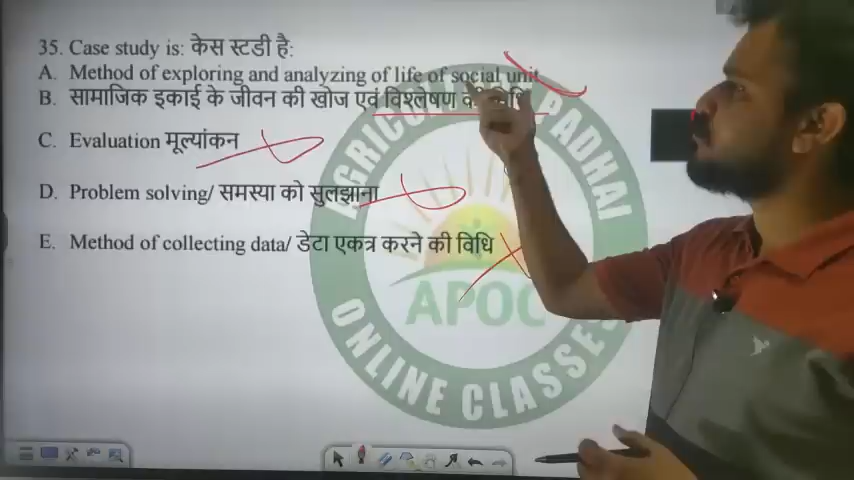 35. Case study is: केस स्टडी है:
A. Method of exploring and analyzing of life of social unit
B. सामाजिक इकाई के जीवन की खोज एवं विश्लेषण की
C. Evaluation मूल्यांकन
D. Problem solving/ समस्या को सुलझाना
E. Method of collecting data/ डेटा एकत्र करने की विधि
PADHAI
APOC
ONLINE CLASSES